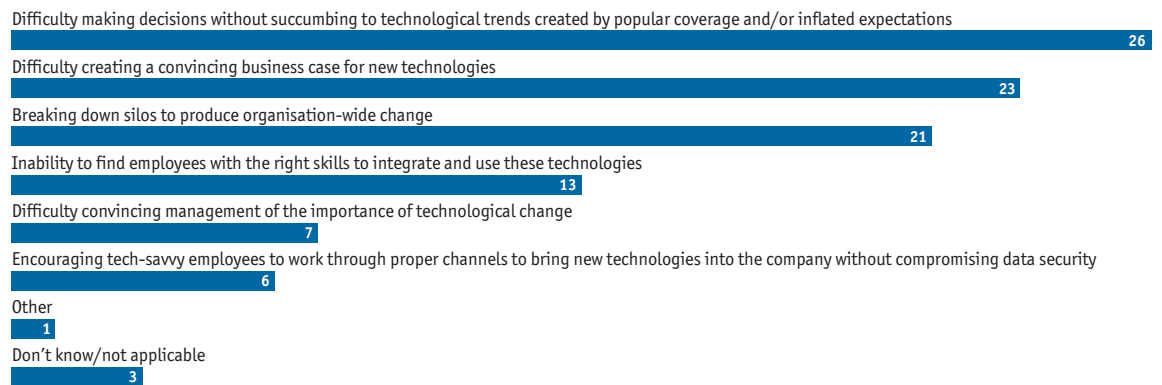 Difficulty making decisions without succumbing to technological trends created by popular coverage and/or inflated expectations
26
Difficulty creating a convincing business case for new technologies
23
Breaking down silos to produce organisation-wide change
21
Inability to find employees with the right skills to integrate and use these technologies
13
Difficulty convincing management of the importance of technological change
7
Encouraging tech-savvy employees to work through proper channels to bring new technologies into the company without compromising data security
6
Other
1
Don’t know/not applicable
3